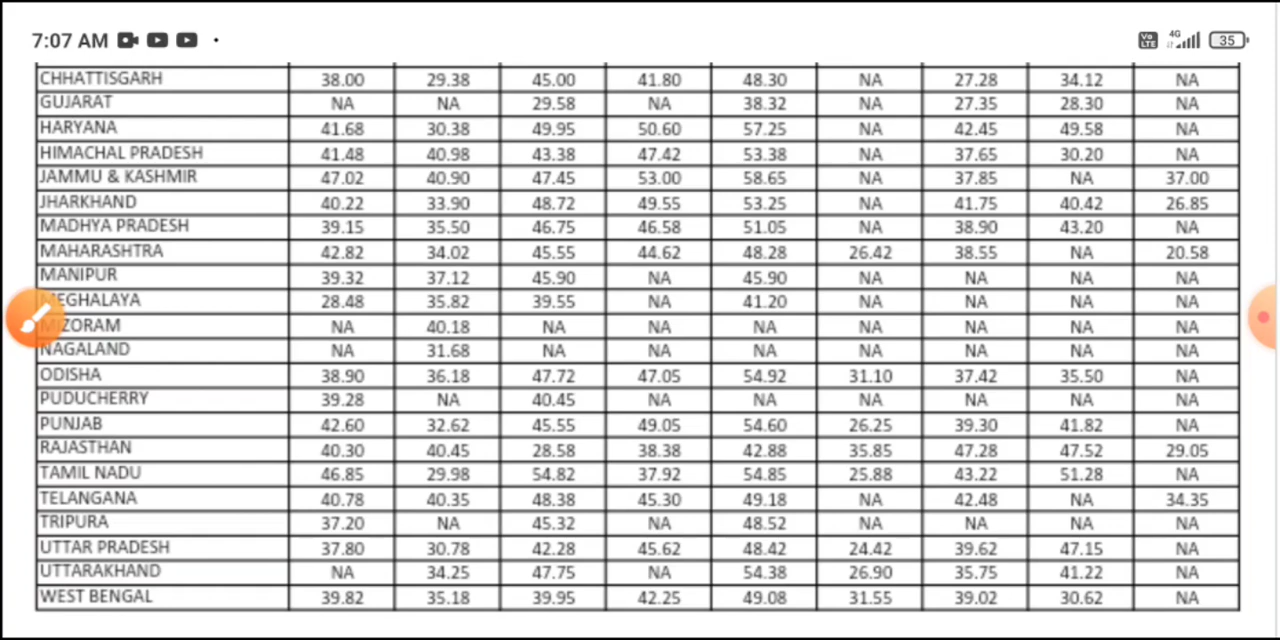 7:07 AM 4G 35
CHHATTISGARH 38.00 29.38 45.00 41.80 48.30 NA 27.28 34.12 NA
GUJARAT NA NA 29.58 NA 38.32 NA 27.35 28.30 NA
HARYANA 41.68 30.38 49.95 50.60 57.25 NA 42.45 49.58 NA
HIMACHAL PRADESH 41.48 40.98 43.38 47.42 53.38 NA 37.65 30.20 NA
JAMMU & KASHMIR 47.02 40.90 47.45 53.00 58.65 NA 37.85 NA 37.00
JHARKHAND 40.22 33.90 48.72 49.55 53.25 NA 41.75 40.42 26.85
MADHYA PRADESH 39.15 35.50 46.75 46.58 51.05 NA 38.90 43.20 NA
MAHARASHTRA 42.82 34.02 45.55 44.62 48.28 26.42 38.55 NA 20.58
MANIPUR 39.32 37.12 45.90 NA 45.90 NA NA NA NA
MEGHALAYA 28.48 35.82 39.55 NA 41.20 NA NA NA NA
MIZORAM NA 40.18 NA NA NA NA NA NA NA
NAGALAND NA 31.68 NA NA NA NA NA NA NA
ODISHA 38.90 36.18 47.72 47.05 54.92 31.10 37.42 35.50 NA
PUDUCHERRY 39.28 NA 40.45 NA NA NA NA NA NA
PUNJAB 42.60 32.62 45.55 49.05 54.60 26.25 39.30 41.82 NA
RAJASTHAN 40.30 40.45 28.58 38.38 42.88 35.85 47.28 47.52 29.05
TAMIL NADU 46.85 29.98 54.82 37.92 54.85 25.88 43.22 51.28 NA
TELANGANA 40.78 40.35 48.38 45.30 49.18 NA 42.48 NA 34.35
TRIPURA 37.20 NA 45.32 NA 48.52 NA NA NA NA
UTTAR PRADESH 37.80 30.78 42.28 45.62 48.42 24.42 39.62 47.15 NA
UTTARAKHAND NA 34.25 47.75 NA 54.38 26.90 35.75 41.22 NA
WEST BENGAL 39.82 35.18 39.95 42.25 49.08 31.55 39.02 30.62 NA